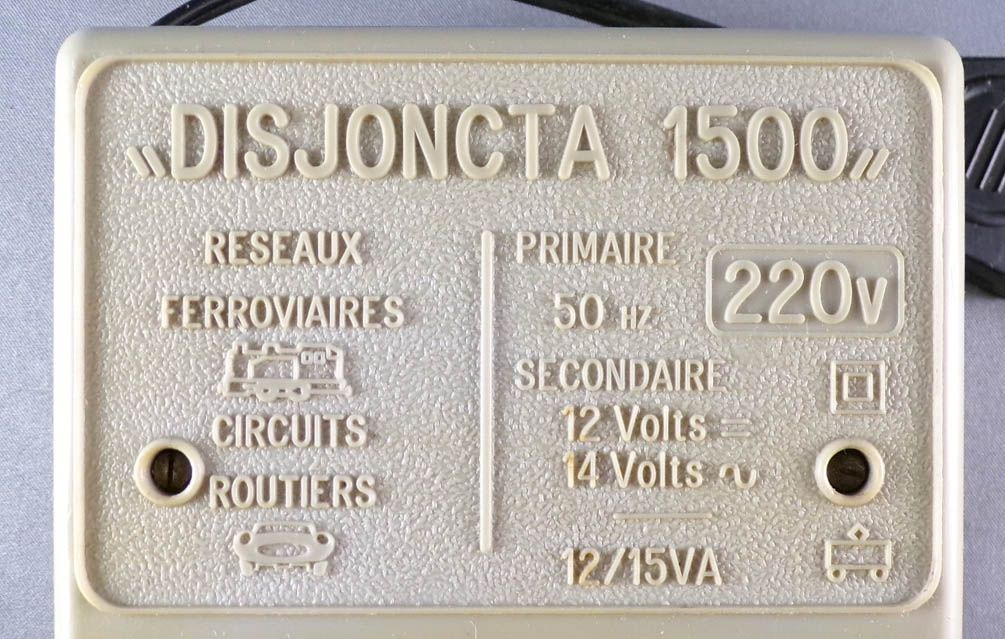 DISJONCTA 1500
RESEAUX
FERROVIAIRES
CIRCUITS
ROUTIERS
PRIMAIRE
50 HZ
220V
SECONDAIRE
12 Volts ⎓
14 Volts ∿
12/15VA